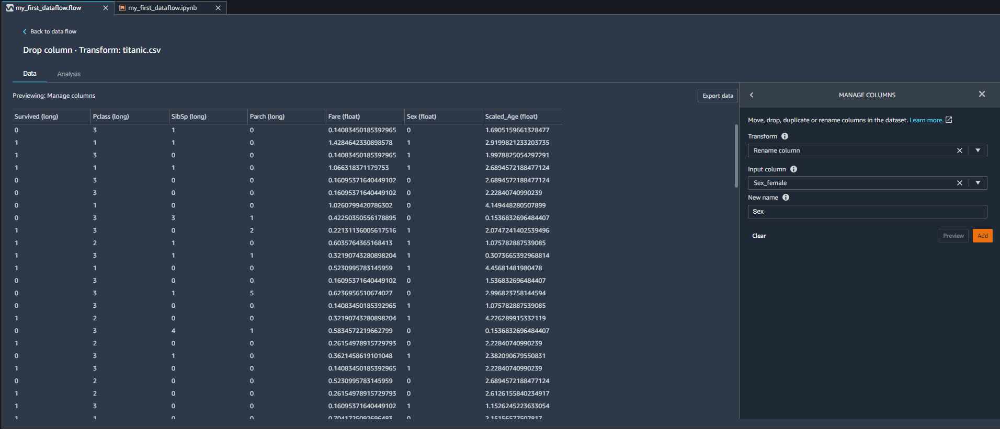 my_first_dataflow.flow my_first_dataflow.ipynb
Back to data flow
Drop column · Transform: titanic.csv
Data Analysis
Previewing: Manage columns Export data
Survived (long) Pclass (long) SibSp (long) Parch (long) Fare (float) Sex (float) Scaled_Age (float)
0 3 1 0 0.14083450185392965 0 1.6905159661328477
1 1 1 0 1.4284642330898578 1 2.9199821233203735
1 3 0 0 0.14083450185392965 1 1.9978825054297291
1 1 1 0 1.066318371179753 1 2.6894572188477124
0 3 0 0 0.16095371640449102 0 2.6894572188477124
0 3 0 0 0.16095371640449102 0 2.22840740990239
0 1 0 0 1.0260799420786302 0 4.149448280507899
0 3 3 1 0.42250350556178895 0 0.1536832696484407
1 3 0 2 0.22131136005617516 1 2.0747241402539496
1 2 1 0 0.6035764365168413 1 1.075782887539085
1 3 1 1 0.32190743280898204 1 0.3073665392968814
1 1 0 0 0.5230995783145959 1 4.45681481980478
0 3 0 0 0.16095371640449102 0 1.536832696484407
0 3 1 5 0.6236956510674027 0 2.996823758144594
0 3 0 0 0.14083450185392965 1 1.075782887539085
1 2 0 0 0.32190743280898204 1 4.226289915332119
0 3 4 1 0.5834572219662799 0 0.1536832696484407
1 2 0 0 0.26154978915729793 0 2.22840740990239
0 3 1 0 0.3621458619101048 1 2.382090679550831
1 3 0 0 0.14083450185392965 1 2.22840740990239
0 2 0 0 0.5230995783145959 0 2.6894572188477124
1 2 0 0 0.26154978915729793 0 2.6126155840234917
1 3 0 0 0.16095371640449102 1 1.1526245223633054
1 1 0 0 0.7041725092696483 0 2.15156577507817
MANAGE COLUMNS
Move, drop, duplicate or rename columns in the dataset. Learn more.
Transform
Rename column
Input column
Sex_female
New name
Sex
Clear Preview Add